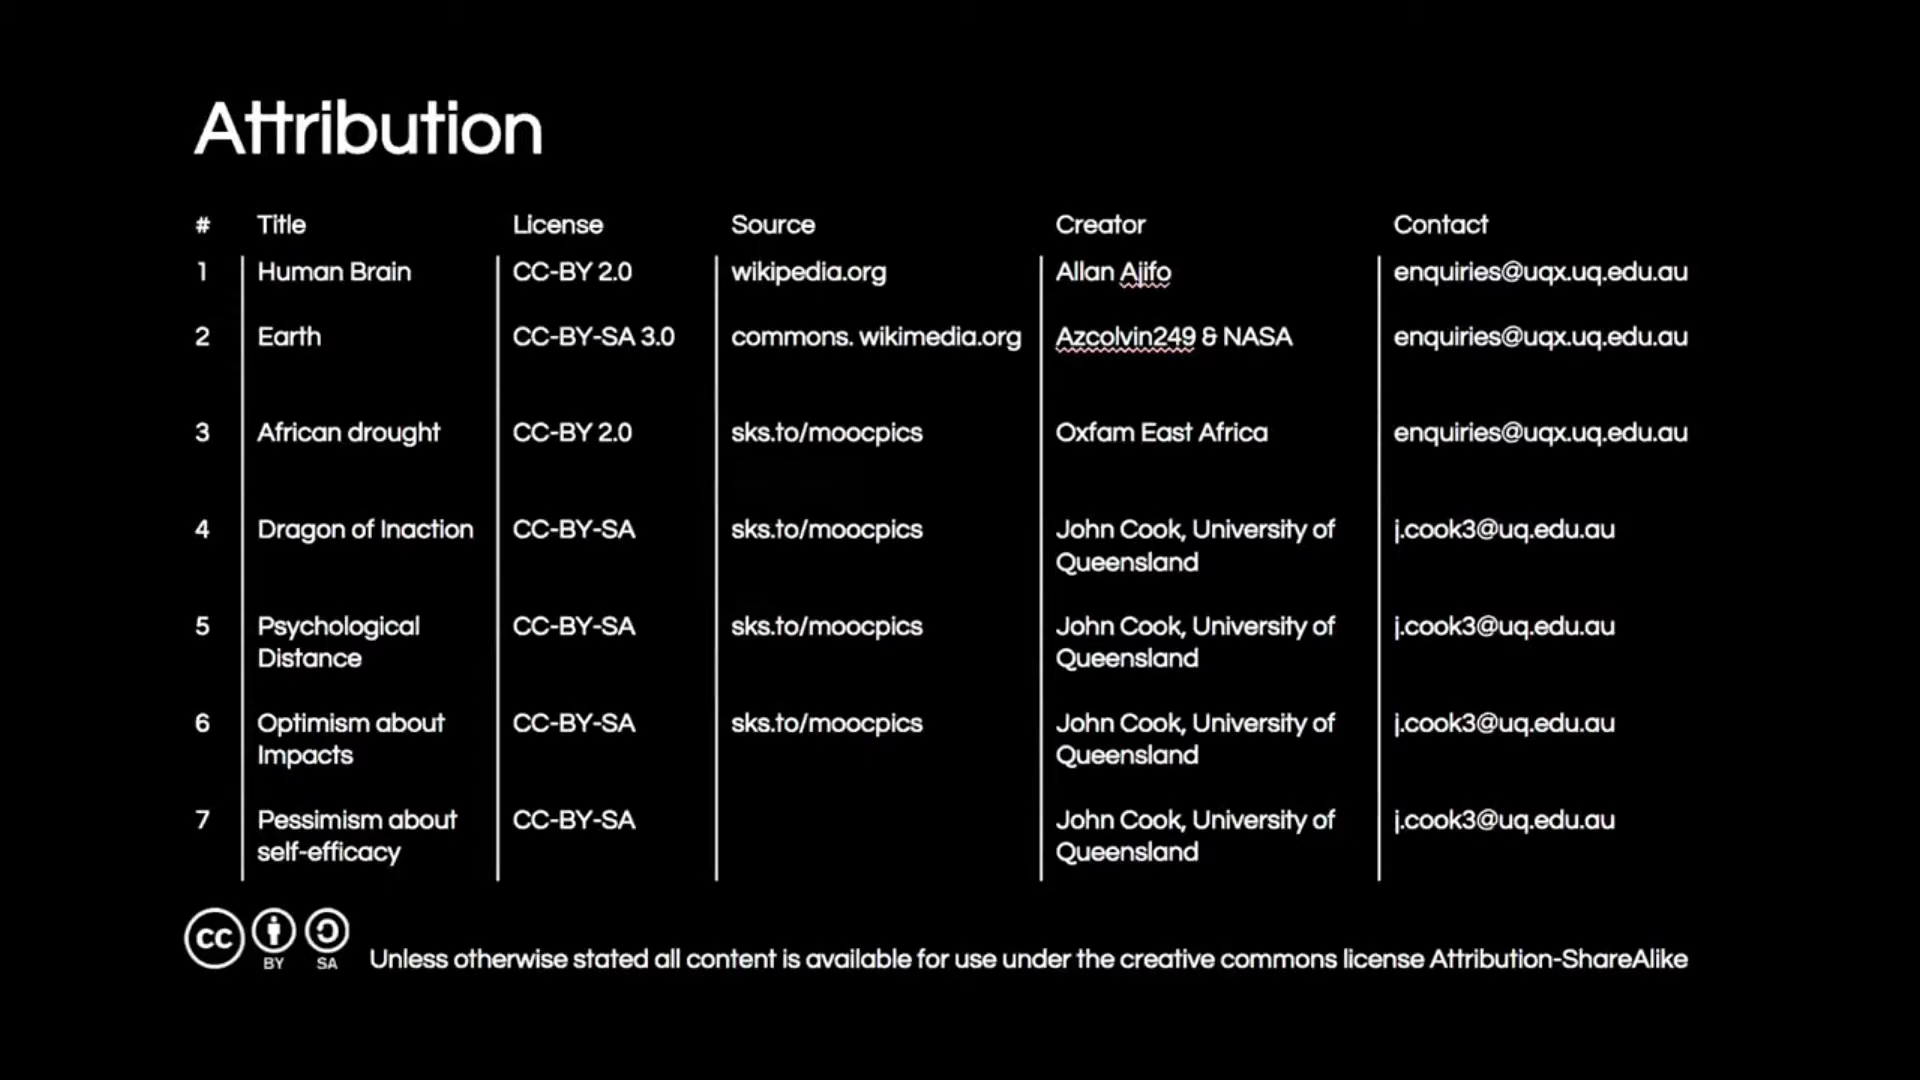 Attribution
# Title License Source Creator Contact
1 Human Brain CC-BY 2.0 wikipedia.org Allan Ajifo enquiries@uqx.uq.edu.au
2 Earth CC-BY-SA 3.0 commons. wikimedia.org Azcolvin249 & NASA enquiries@uqx.uq.edu.au
3 African drought CC-BY 2.0 sks.to/moocpics Oxfam East Africa enquiries@uqx.uq.edu.au
4 Dragon of Inaction CC-BY-SA sks.to/moocpics John Cook, University of j.cook3@uq.edu.au
Queensland
5 Psychological CC-BY-SA sks.to/moocpics John Cook, University of j.cook3@uq.edu.au
Distance Queensland
6 Optimism about CC-BY-SA sks.to/moocpics John Cook, University of j.cook3@uq.edu.au
Impacts Queensland
7 Pessimism about CC-BY-SA John Cook, University of j.cook3@uq.edu.au
self-efficacy Queensland
cc BY SA Unless otherwise stated all content is available for use under the creative commons license Attribution-ShareAlike